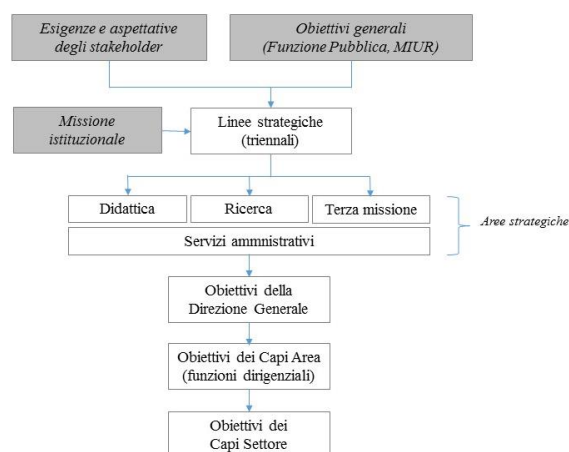 Esigenze e aspettative
degli stakeholder
Obiettivi generali
(Funzione Pubblica, MIUR)
Missione
istituzionale
Linee strategiche
(triennali)
Didattica
Ricerca
Terza missione
Aree strategiche
Servizi ammnistrativi
Obiettivi della
Direzione Generale
Obiettivi dei Capi Area
(funzioni dirigenziali)
Obiettivi dei
Capi Settore